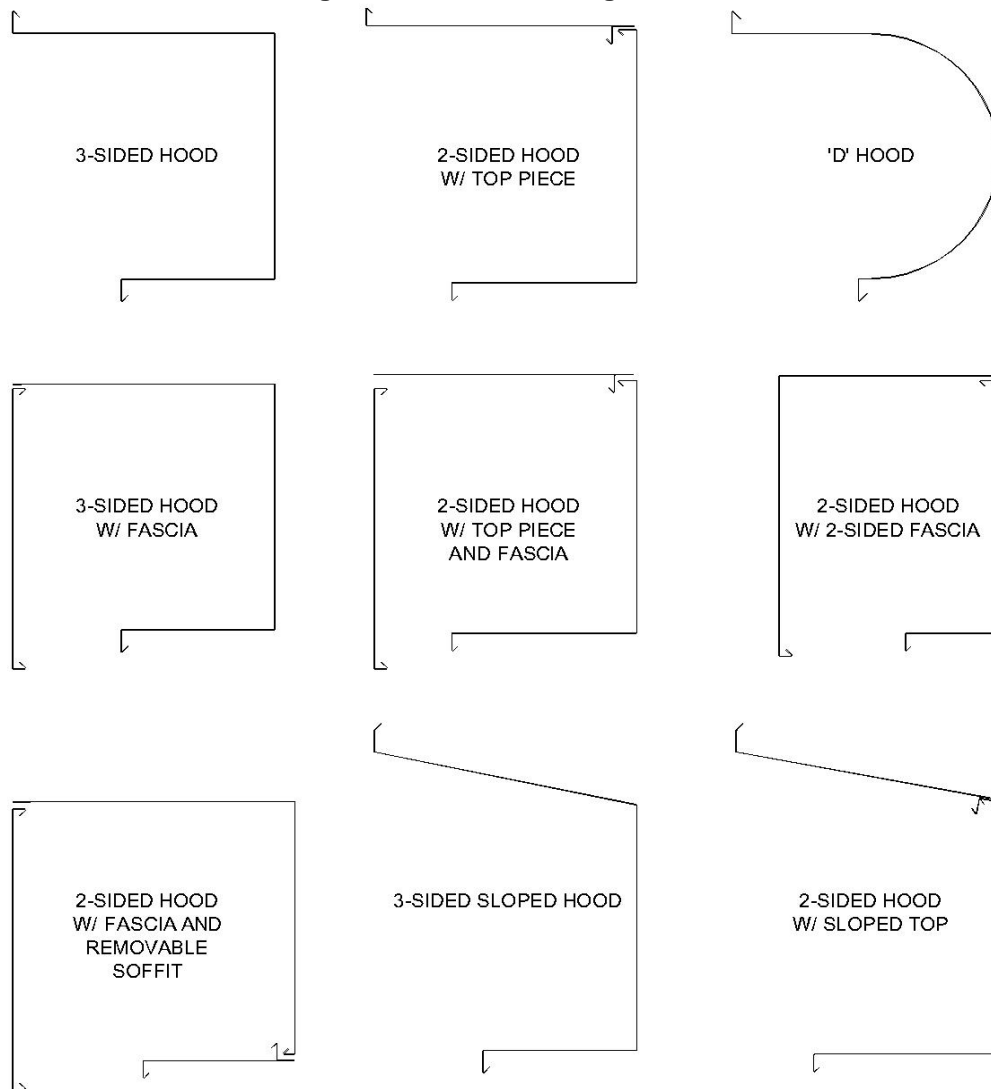 3-SIDED HOOD
2-SIDED HOOD
W/ TOP PIECE
'D' HOOD
3-SIDED HOOD
W/ FASCIA
2-SIDED HOOD
W/ TOP PIECE
AND FASCIA
2-SIDED HOOD
W/ 2-SIDED FASCIA
2-SIDED HOOD
W/ FASCIA AND
REMOVABLE
SOFFIT
3-SIDED SLOPED HOOD
2-SIDED HOOD
W/ SLOPED TOP